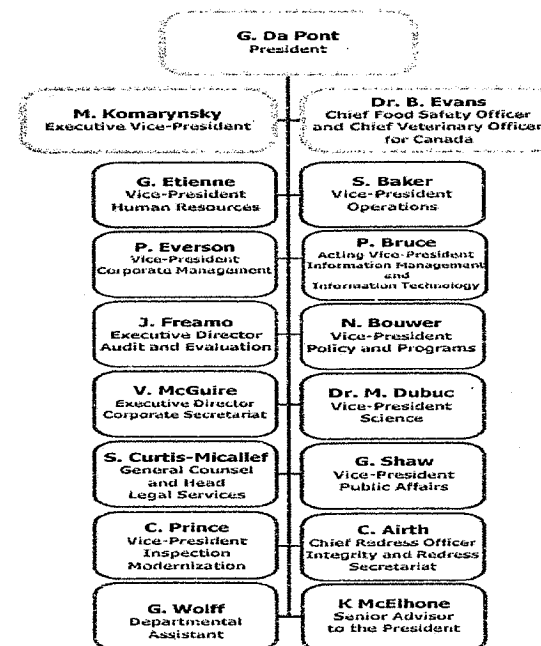 G. Da Pont
President
M. Komarynsky
Executive Vice-President
Dr. B. Evans
Chief Food Safety Officer
and Chief Veterinary Officer
for Canada
G. Etienne
Vice-President
Human Resources
S. Baker
Vice-President
Operations
P. Everson
Vice-President
Corporate Management
P. Bruce
Acting Vice-President
Information Management
and
Information Technology
J. Freamo
Executive Director
Audit and Evaluation
N. Bouwer
Vice-President
Policy and Programs
V. McGuire
Executive Director
Corporate Secretariat
Dr. M. Dubuc
Vice-President
Science
S. Curtis-Micallef
General Counsel
and Head
Legal Services
G. Shaw
Vice-President
Public Affairs
C. Prince
Vice-President
Inspection
Modernization
C. Airth
Chief Redress Officer
Integrity and Redress
Secretariat
G. Wolff
Departmental
Assistant
K McElhone
Senior Advisor
to the President